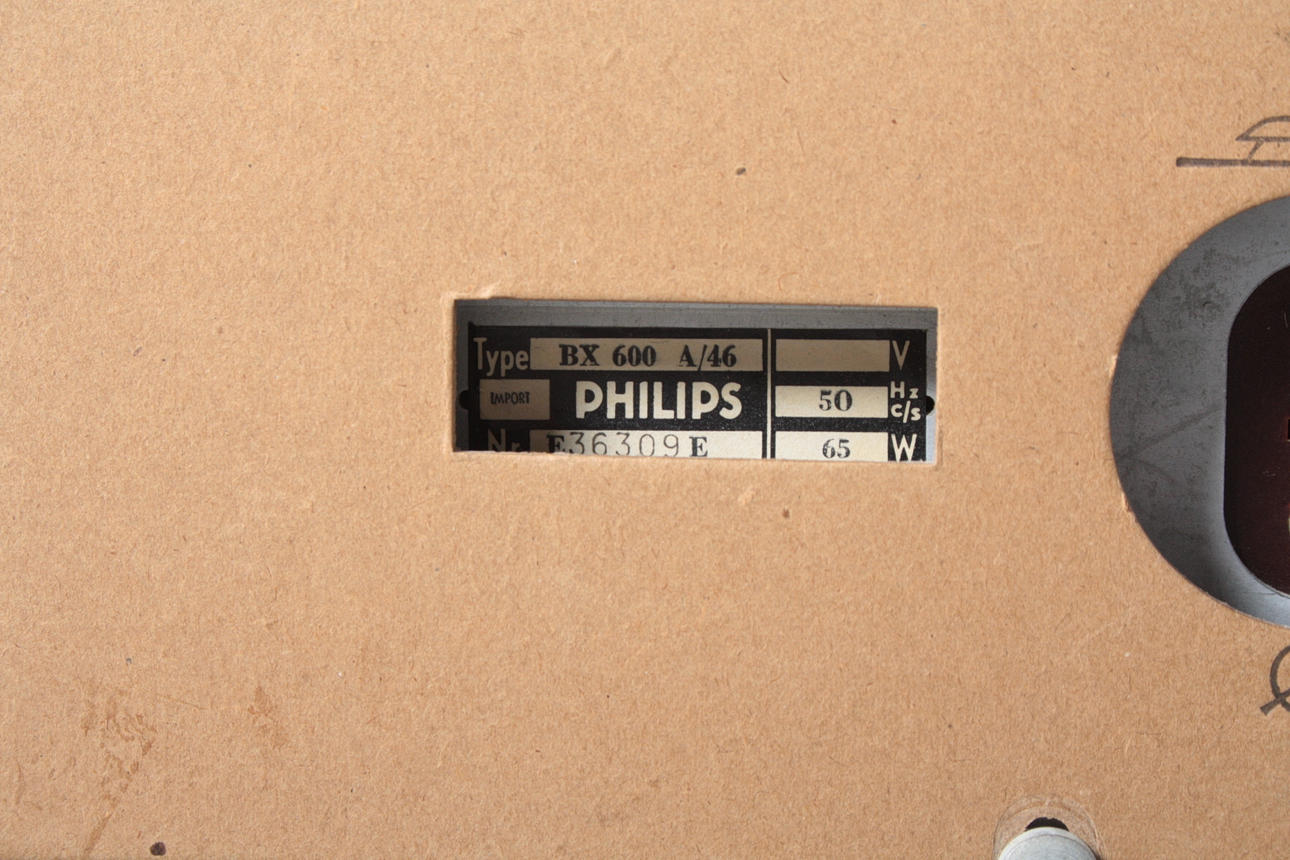 Type BX 600 A/46 V
IMPORT PHILIPS 50 Hz c/s
Nr. E36309E 65 W